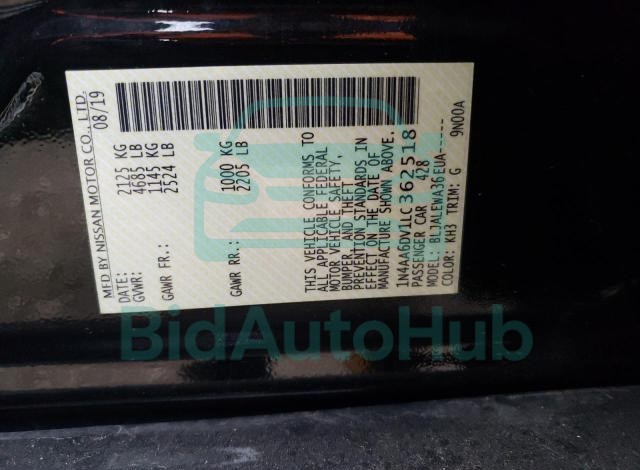 MFD BY NISSAN MOTOR CO., LTD.
DATE: 08/19
GVWR: 2125 KG
4685 LB
GAWR FR.: 1145 KG
2524 LB
GAWR RR.: 1000 KG
2205 LB
THIS VEHICLE CONFORMS TO
ALL APPLICABLE FEDERAL
MOTOR VEHICLE SAFETY,
BUMPER, AND THEFT
PREVENTION STANDARDS IN
EFFECT ON THE DATE OF
MANUFACTURE SHOWN ABOVE.
1N4AA6DV1LC362518
PASSENGER CAR 428
MODEL: BLJALEWA36EUA-----
COLOR: KH3 TRIM: G 9N00A
BidAutoHub